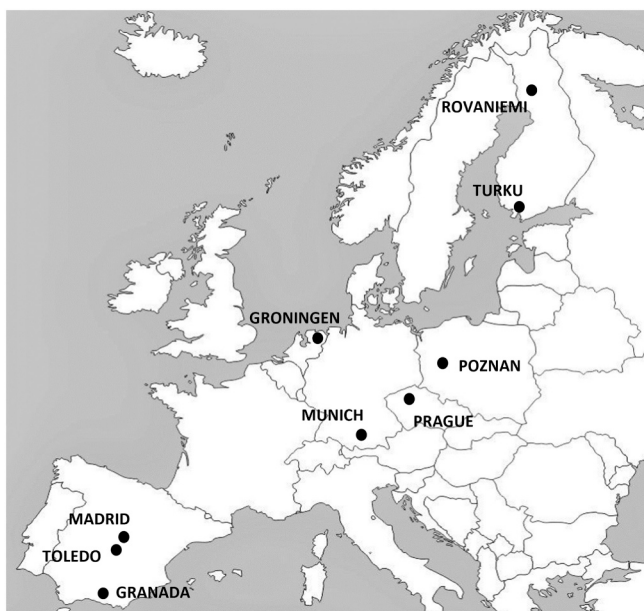 ROVANIEMI
TURKU
GRONINGEN
POZNAN
MUNICH
PRAGUE
MADRID
TOLEDO
GRANADA